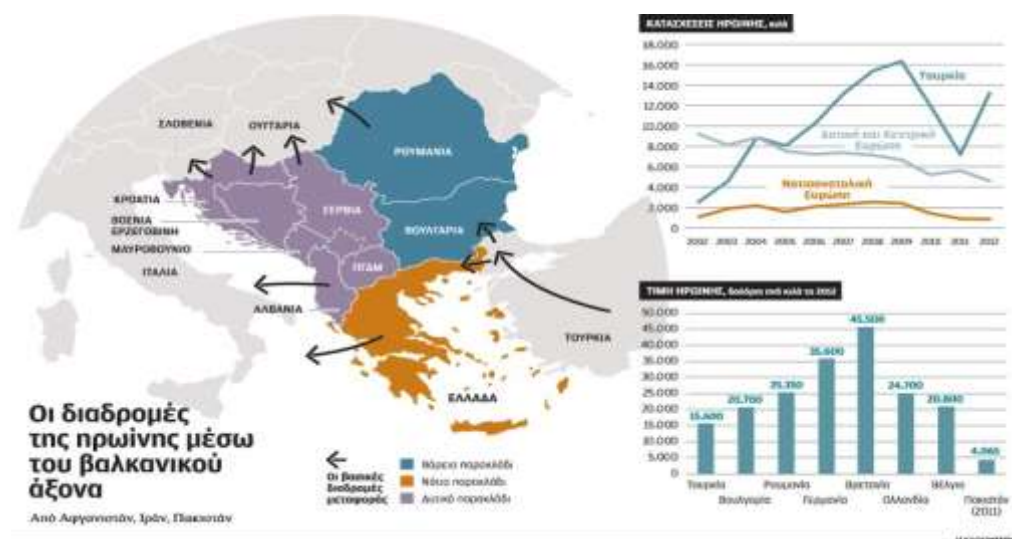 ΣΛΟΒΕΝΙΑ
ΟΥΓΓΑΡΙΑ
ΡΟΥΜΑΝΙΑ
ΚΡΟΑΤΙΑ
ΒΟΣΝΙΑ
ΕΡΖΕΓΟΒΙΝΗ
ΜΑΥΡΟΒΟΥΝΙΟ
ΙΤΑΛΙΑ
ΣΕΡΒΙΑ
ΒΟΥΛΓΑΡΙΑ
ΠΓΔΜ
ΑΛΒΑΝΙΑ
ΤΟΥΡΚΙΑ
ΕΛΛΑΔΑ
Οι διαδρομές
της ηρωίνης μέσω
του βαλκανικού
άξονα
Από Αφγανιστάν, Ιράν, Πακιστάν
Οι βασικές
διαδρομές
μεταφοράς
Βόρειο παρακλάδι
Νότιο παρακλάδι
Δυτικό παρακλάδι
ΚΑΤΑΣΧΕΣΕΙΣ ΗΡΩΙΝΗΣ, κιλά
18.000
16.000
14.000
12.000
10.000
8.000
6.000
4.000
2.000
0
Τουρκία
Δυτική και Κεντρική
Ευρώπη
Νοτιοανατολική
Ευρώπη
2002 2003 2004 2005 2006 2007 2008 2009 2010 2011 2012
ΤΙΜΗ ΗΡΩΙΝΗΣ, δολάρια ανά κιλό το 2012
50.000
45.000
40.000
35.000
30.000
25.000
20.000
15.000
10.000
5.000
0
15.600
20.700
25.350
35.600
45.500
24.700
20.800
Τουρκία
Βουλγαρία
Ρουμανία
Γερμανία
Βρετανία
Ολλανδία
Βέλγιο
Πακιστάν
(2011)